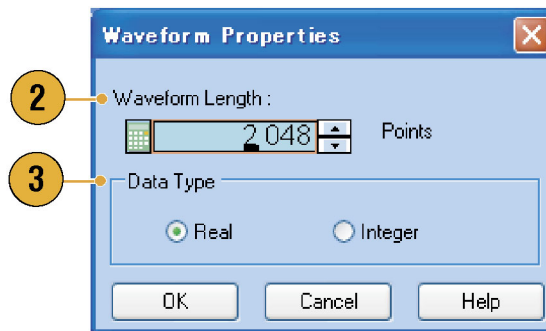 Waveform Properties
2
Waveform Length :
2 048 Points
3
Data Type
Real Integer
OK Cancel Help